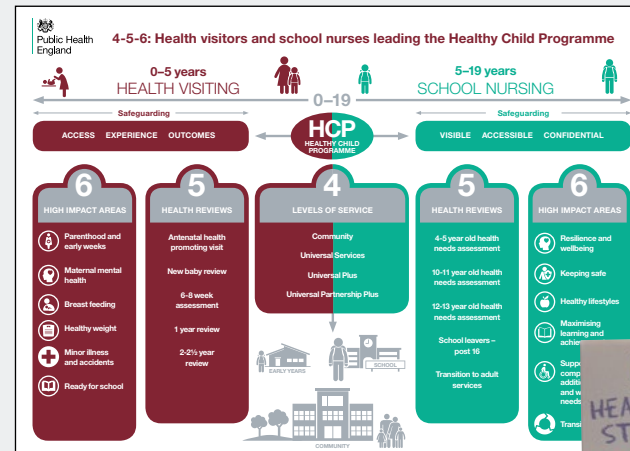 Public Health
England
4-5-6: Health visitors and school nurses leading the Healthy Child Programme
0–5 years
HEALTH VISITING
5–19 years
SCHOOL NURSING
0–19
Safeguarding
Safeguarding
ACCESS EXPERIENCE OUTCOMES
HCP
HEALTHY CHILD
PROGRAMME
VISIBLE ACCESSIBLE CONFIDENTIAL
6
HIGH IMPACT AREAS
Parenthood and
early weeks
Maternal mental
health
Breast feeding
Healthy weight
Minor illness
and accidents
Ready for school
5
HEALTH REVIEWS
Antenatal health
promoting visit
New baby review
6-8 week
assessment
1 year review
2-2½ year
review
4
LEVELS OF SERVICE
Community
Universal Services
Universal Plus
Universal Partnership Plus
EARLY YEARS
SCHOOL
COMMUNITY
5
HEALTH REVIEWS
4-5 year old health
needs assessment
10-11 year old health
needs assessment
12-13 year old health
needs assessment
School leavers –
post 16
Transition to adult
services
6
HIGH IMPACT AREAS
Resilience and
wellbeing
Keeping safe
Healthy lifestyles
Maximising
learning and